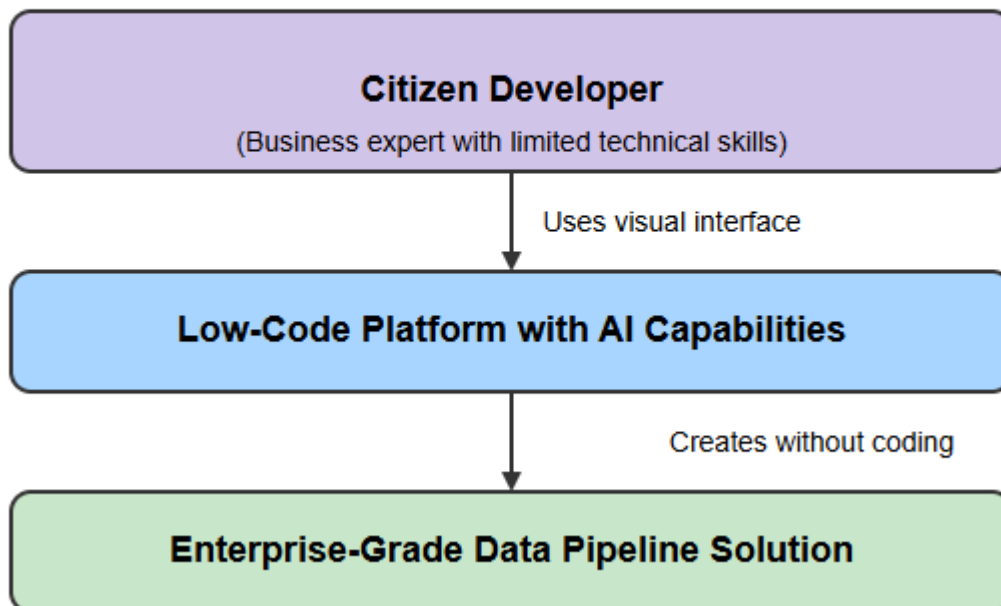 Citizen Developer
(Business expert with limited technical skills)
Uses visual interface
Low-Code Platform with AI Capabilities
Creates without coding
Enterprise-Grade Data Pipeline Solution